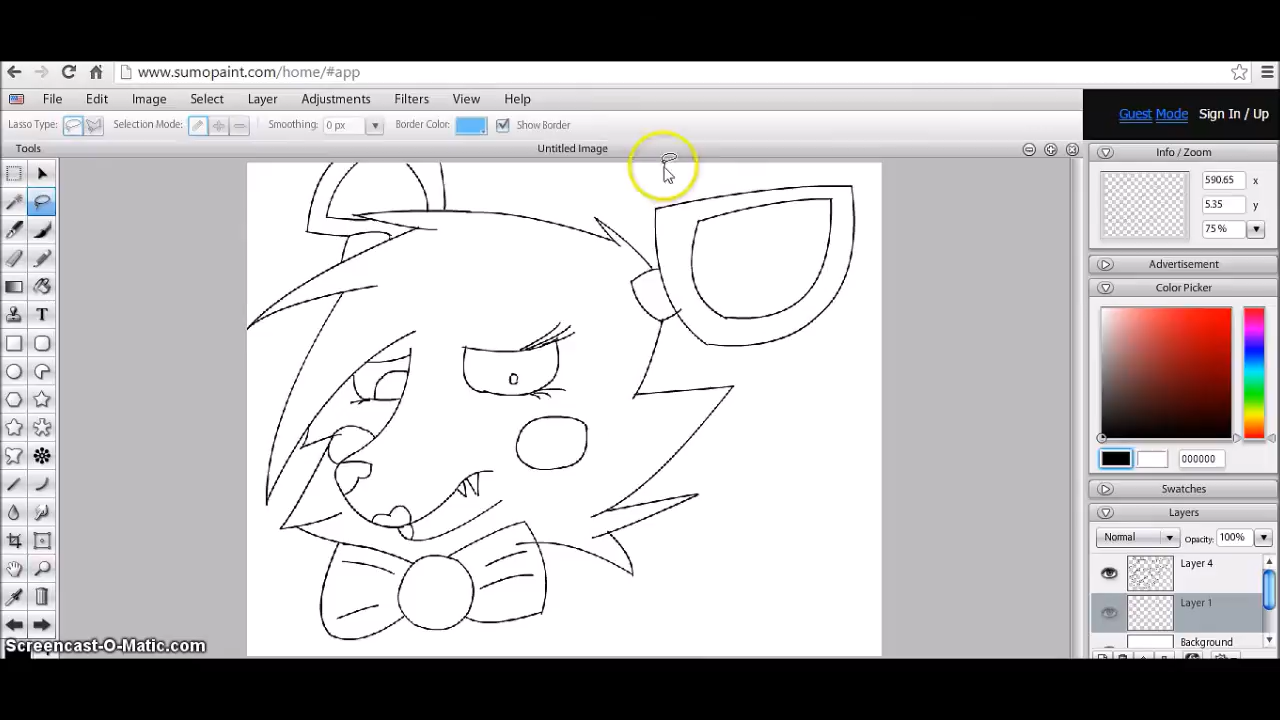 www.sumopaint.com/home/#app
File Edit Image Select Layer Adjustments Filters View Help
Guest Mode Sign In / Up
Lasso Type: Selection Mode: Smoothing: 0 px Border Color: Show Border
Tools Untitled Image Info / Zoom
590.65 x
5.35 y
75 %
Advertisement
Color Picker
000000
Swatches
Layers
Normal Opacity: 100%
Layer 4
Layer 1
Background
Screencast-O-Matic.com